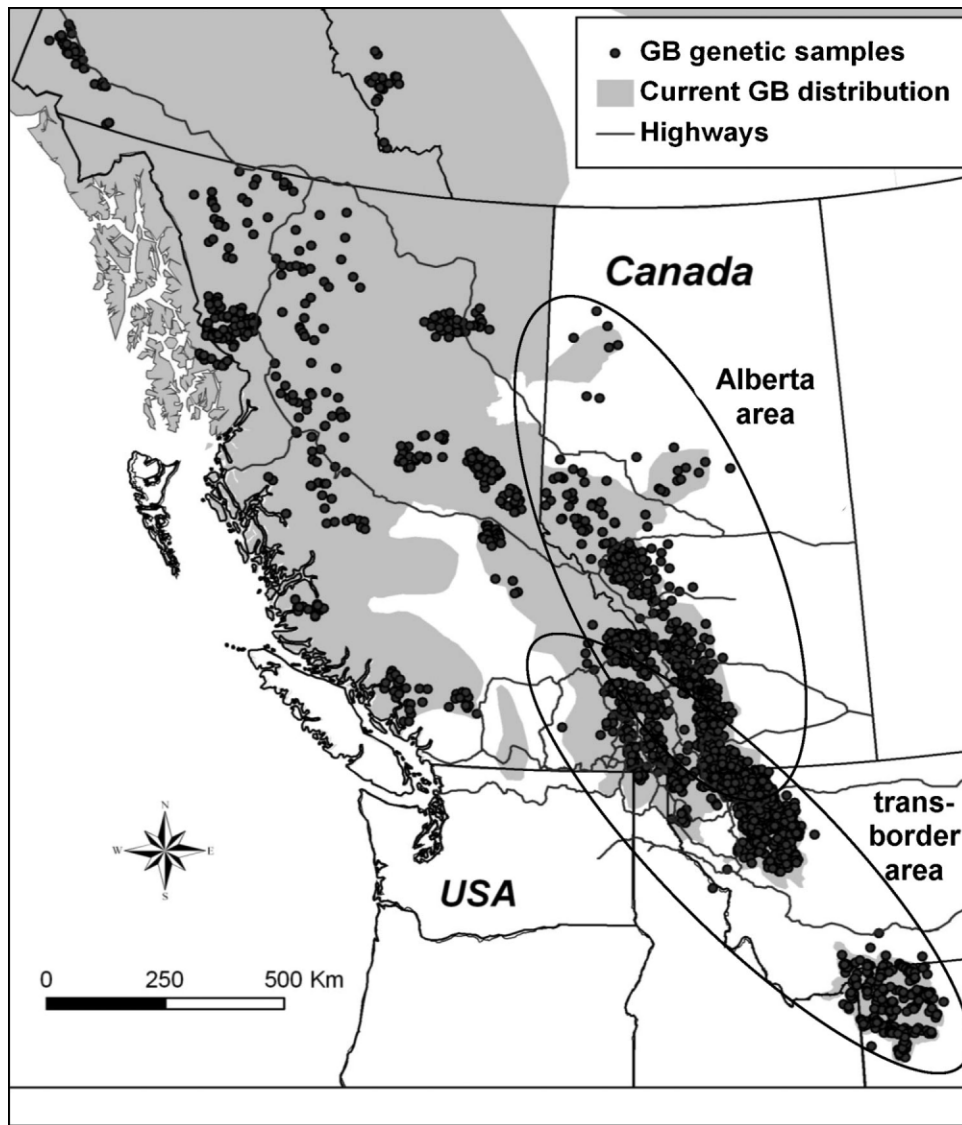 GB genetic samples
Current GB distribution
Highways
Canada
Alberta
area
trans-
border
area
USA
N
W
E
S
0 250 500 Km